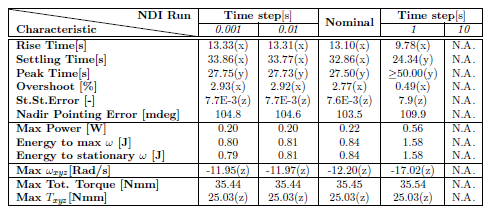 NDI Run Time step[s] Nominal Time step[s]
Characteristic 0.001 0.01 1 10
Rise Time[s] 13.33(x) 13.31(x) 13.10(x) 9.78(x) N.A.
Settling Time[s] 33.86(x) 33.77(x) 32.86(x) 24.34(y) N.A.
Peak Time[s] 27.75(y) 27.73(y) 27.50(y) ≥50.00(y) N.A.
Overshoot [%] 2.93(x) 2.92(x) 2.77(x) 0.49(x) N.A.
St.St.Error [-] 7.7E-3(z) 7.7E-3(z) 7.6E-3(z) 7.9(z) N.A.
Nadir Pointing Error [mdeg] 104.8 104.6 103.5 109.9 N.A.
Max Power [W] 0.20 0.20 0.22 0.56 N.A.
Energy to max ω [J] 0.80 0.81 0.84 1.58 N.A.
Energy to stationary ω [J] 0.79 0.81 0.84 1.58 N.A.
Max ωxyz[Rad/s] -11.95(z) -11.97(z) -12.20(z) -17.02(z) N.A.
Max Tot. Torque [Nmm] 35.44 35.44 35.45 35.54 N.A.
Max Txyz[Nmm] 25.03(z) 25.03(z) 25.03(z) 25.03(z) N.A.